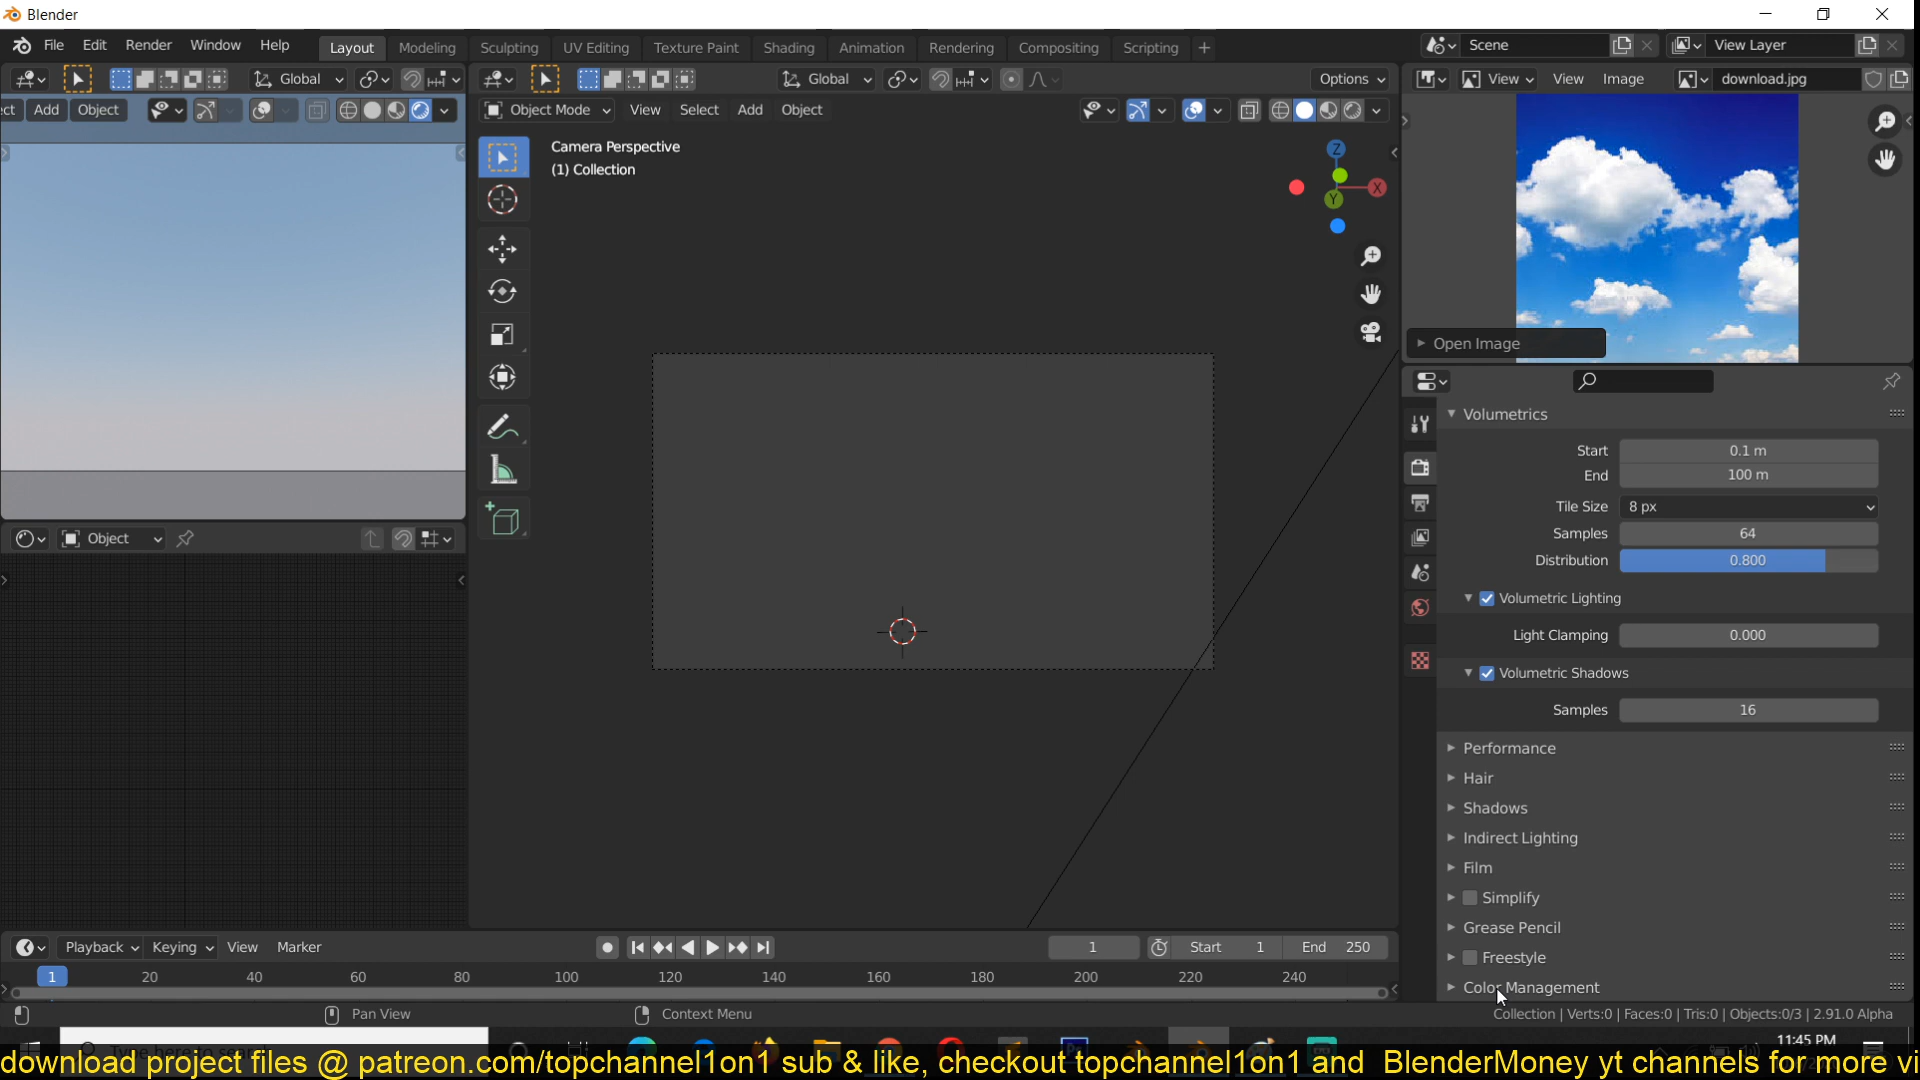 Blender
File Edit Render Window Help Layout Modeling Sculpting UV Editing Texture Paint Shading Animation Rendering Compositing Scripting + Scene View Layer
Global Global Options View View Image download.jpg
ect Add Object Object Mode View Select Add Object
Camera Perspective
(1) Collection
Z
X
Y
Open Image
Volumetrics
Start 0.1 m
End 100 m
Tile Size 8 px
Samples 64
Distribution 0.800
Volumetric Lighting
Light Clamping 0.000
Volumetric Shadows
Samples 16
Performance
Hair
Shadows
Indirect Lighting
Film
Simplify
Grease Pencil
Freestyle
Color Management
Object
Playback Keying View Marker 1 Start 1 End 250
1 20 40 60 80 100 120 140 160 180 200 220 240
Pan View Context Menu Collection | Verts:0 | Faces:0 | Tris:0 | Objects:0/3 | 2.91.0 Alpha
11:45 PM
download project files @ patreon.com/topchannel1on1 sub & like, checkout topchannel1on1 and BlenderMoney yt channels for more vi